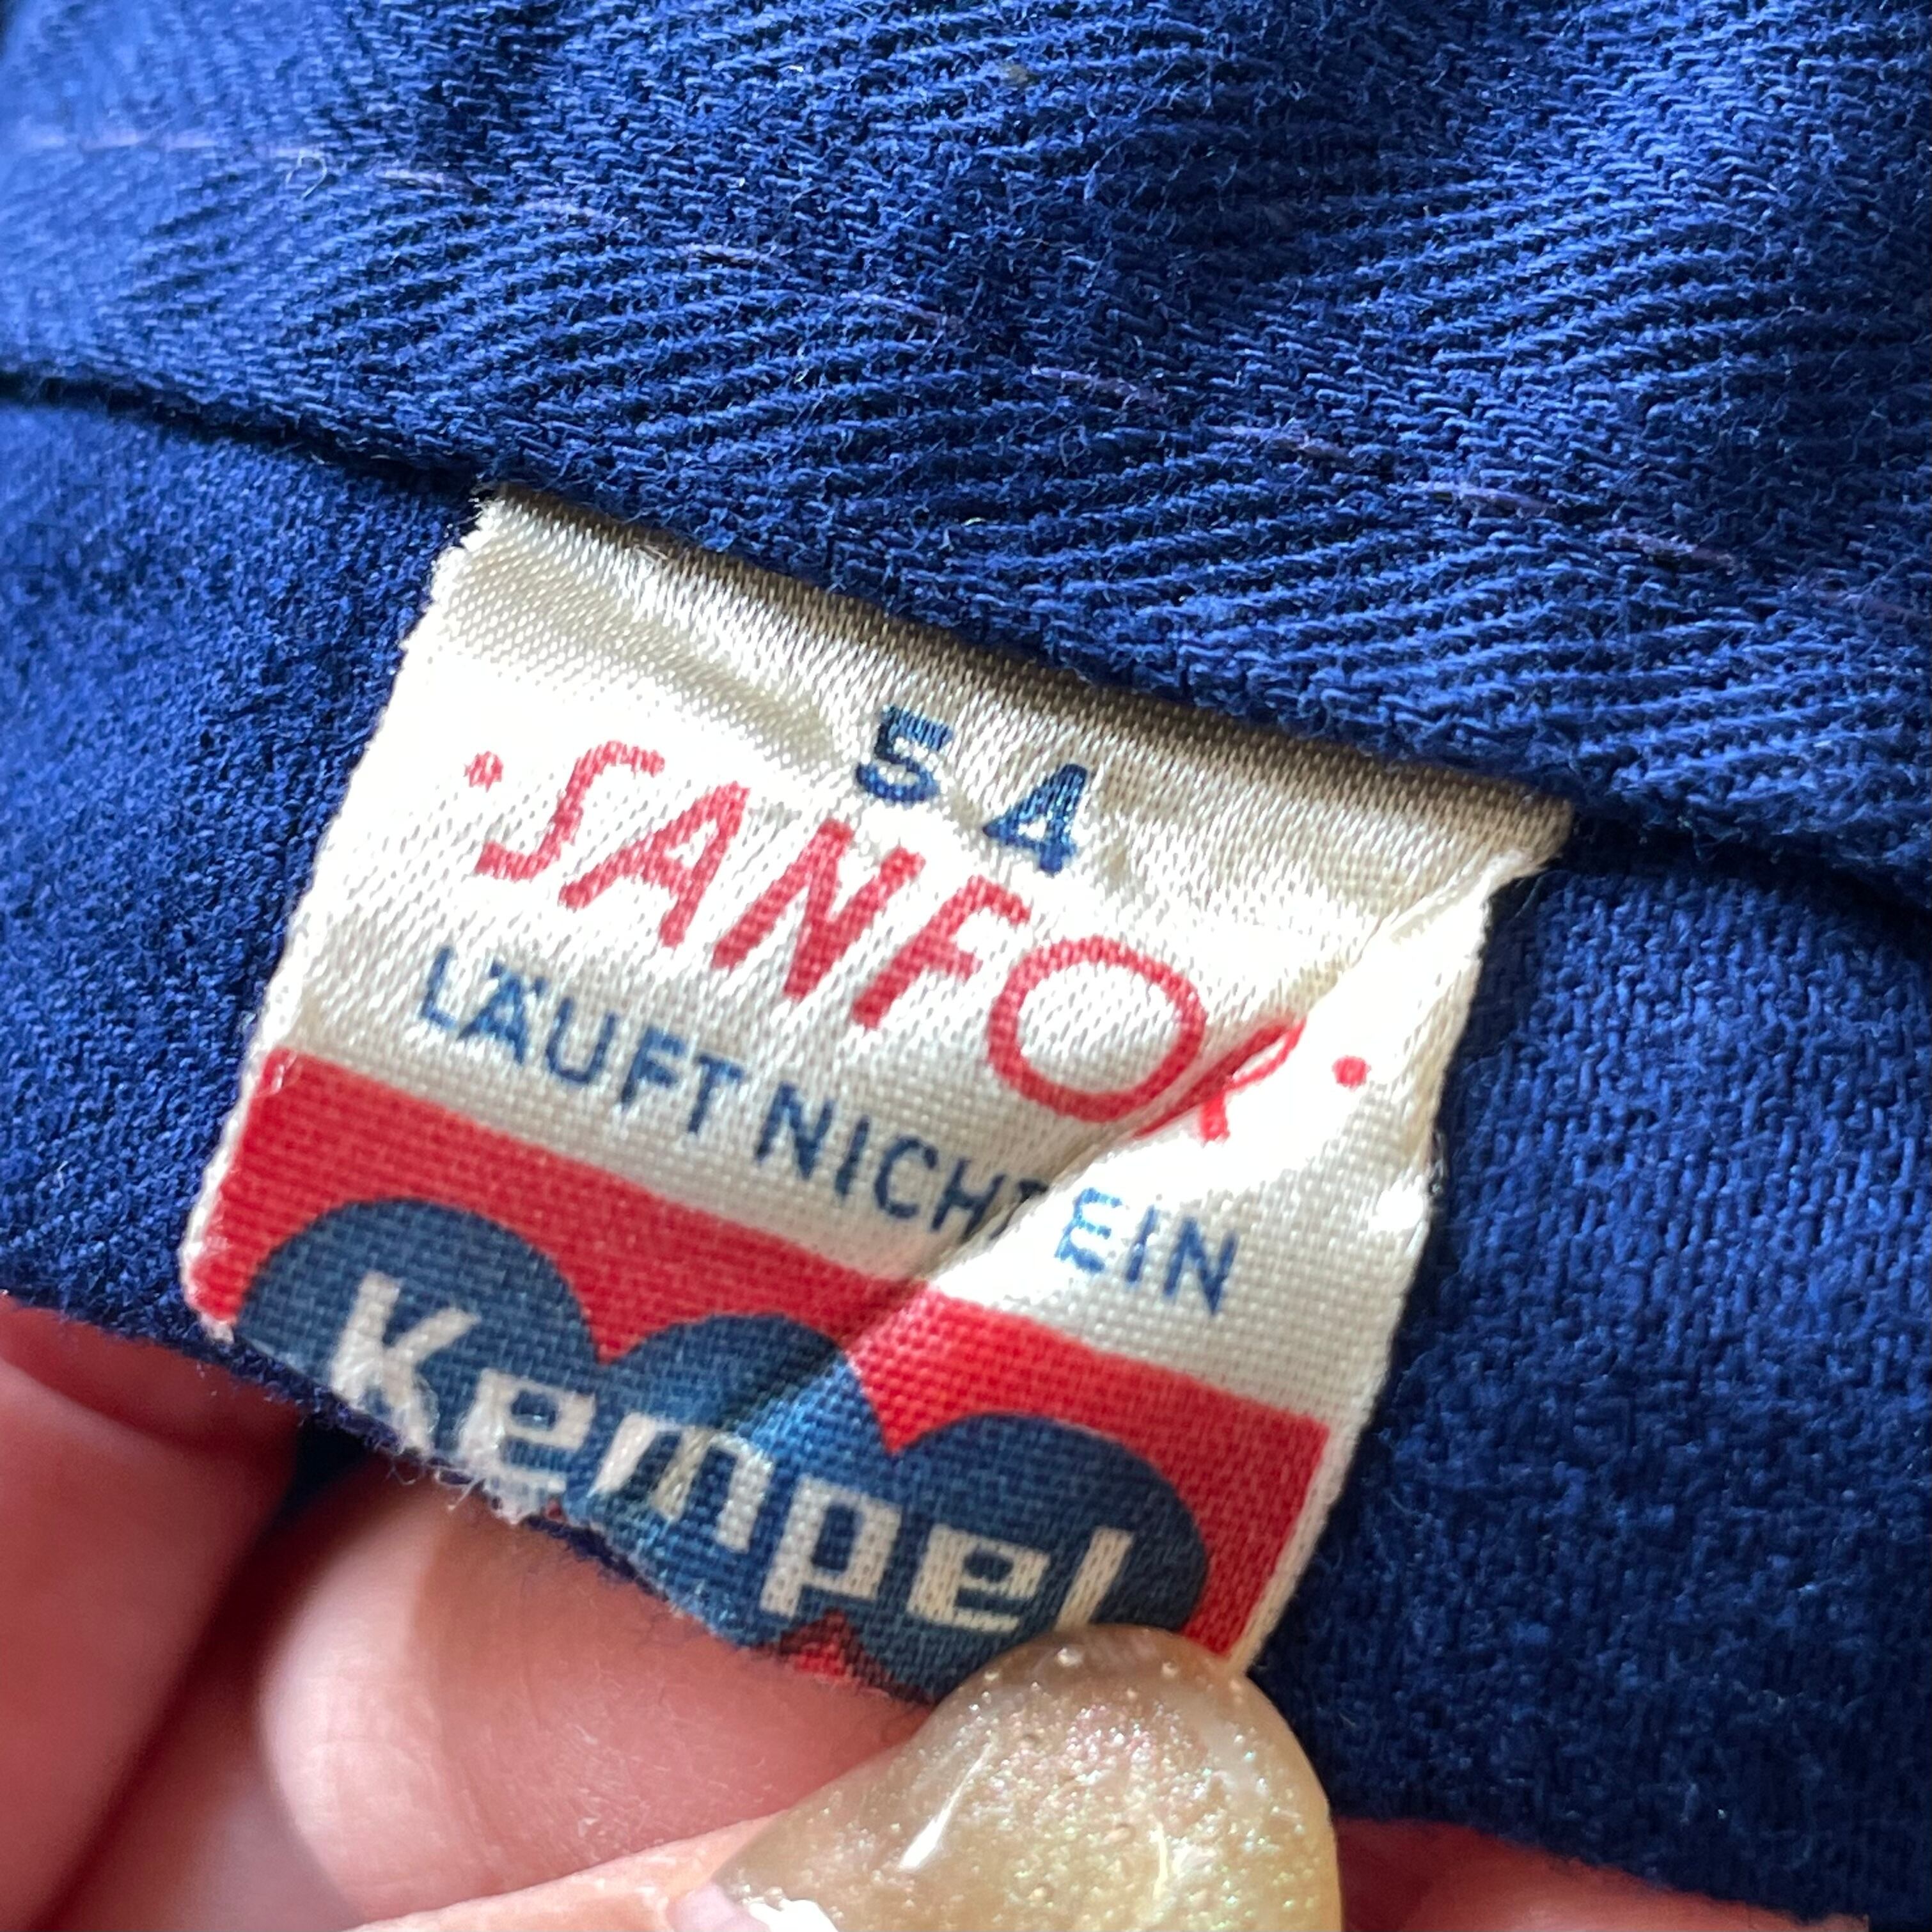 54
·SANFOR·
LÄUFT NICHT EIN
Kempel